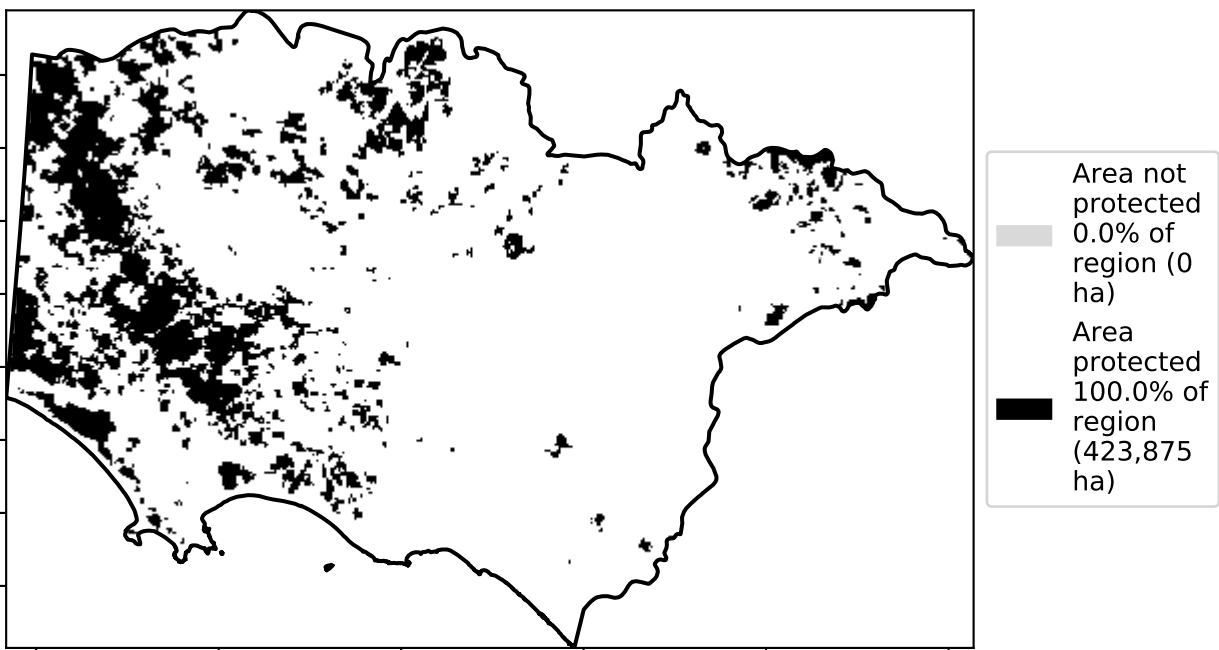 Area not
protected
0.0% of
region (0
ha)
Area
protected
100.0% of
region
(423,875
ha)